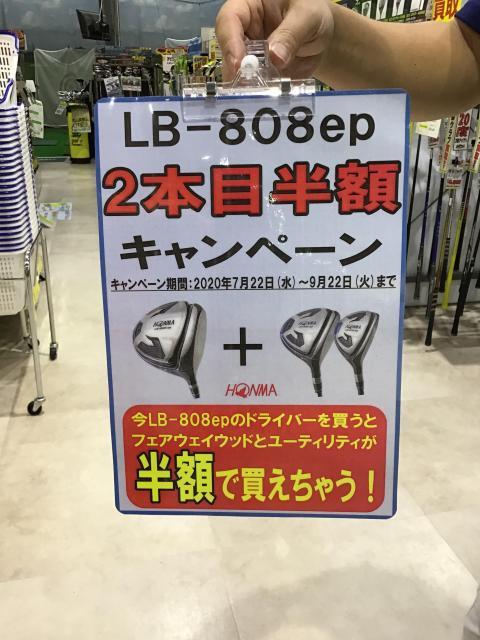 買取
LB-808ep
2本目半額
キャンペーン
キャンペーン期間:2020年7月22日(水)~9月22日(火)まで
HONMA
+
HONMA
今LB-808epのドライバーを買うと
フェアウェイウッドとユーティリティが
半額で買えちゃう!